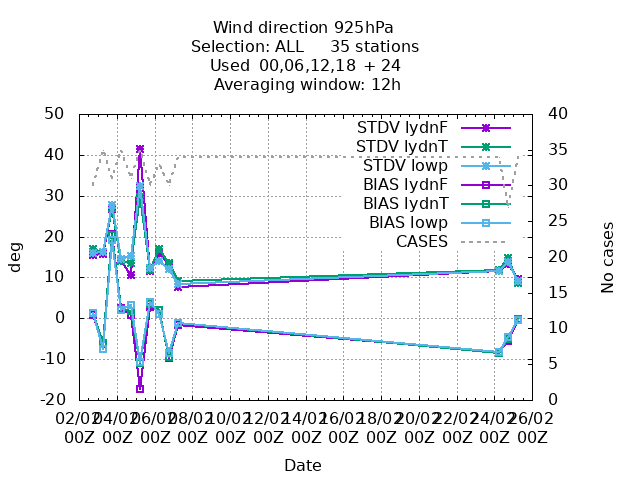 Wind direction 925hPa
Selection: ALL     35 stations
Used  00,06,12,18 + 24
Averaging window: 12h
STDV lydnF
STDV lydnT
STDV lowp
BIAS lydnF
BIAS lydnT
BIAS lowp
CASES
50
40
30
20
10
0
-10
-20
deg
40
35
30
25
20
15
10
5
0
No cases
02/02 04/02 06/02 08/02 10/02 12/02 14/02 16/02 18/02 20/02 22/02 24/02 26/02
00Z 00Z 00Z 00Z 00Z 00Z 00Z 00Z 00Z 00Z 00Z 00Z 00Z
Date